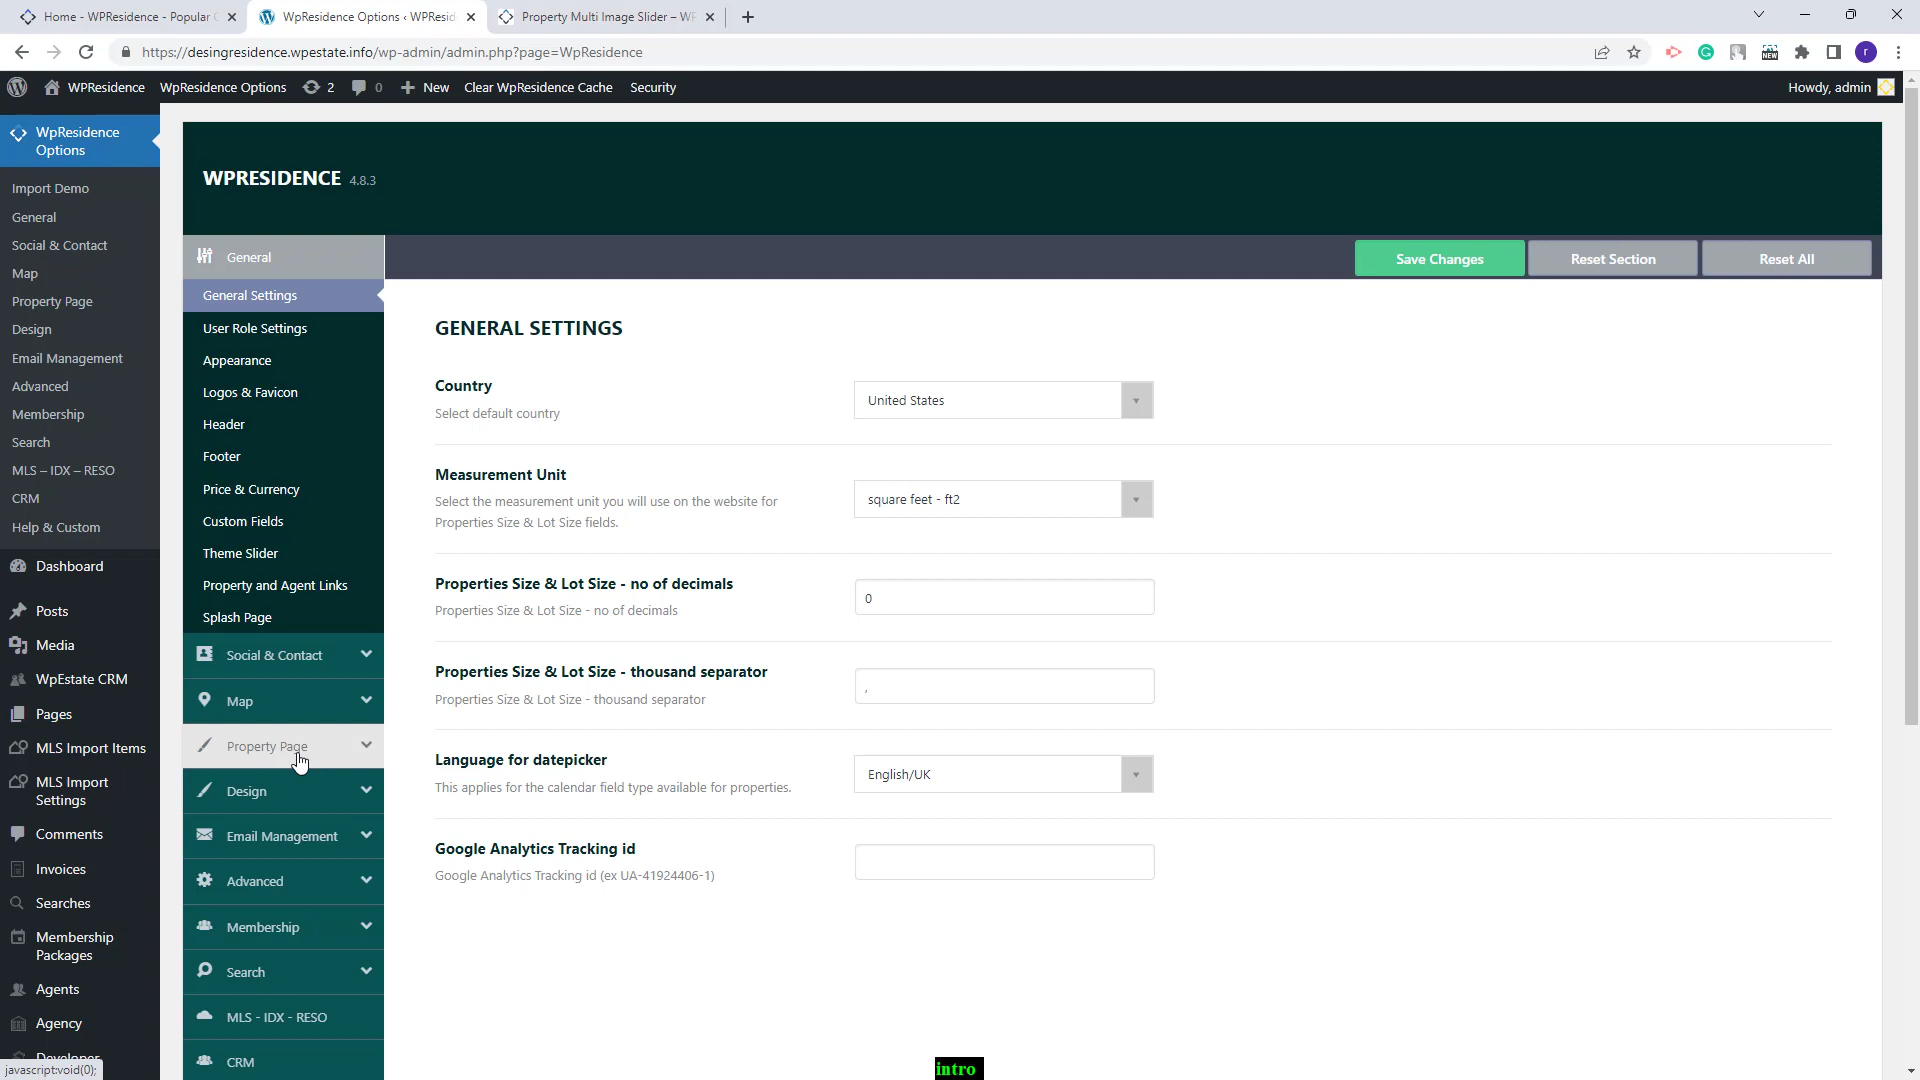 Home - WPResidence - Popular
WpResidence Options ‹ WPResid
Property Multi Image Slider – WP
https://desingresidence.wpestate.info/wp-admin/admin.php?page=WpResidence
NEW
r
WPResidence
WpResidence Options
2
0
New
Clear WpResidence Cache
Security
Howdy, admin
WpResidence
Options
Import Demo
General
Social & Contact
Map
Property Page
Design
Email Management
Advanced
Membership
Search
MLS – IDX – RESO
CRM
Help & Custom
Dashboard
Posts
Media
WpEstate CRM
Pages
MLS Import Items
MLS Import
Settings
Comments
Invoices
Searches
Membership
Packages
Agents
Agency
Developer
javascript:void(0);
WPRESIDENCE 4.8.3
General
General Settings
User Role Settings
Appearance
Logos & Favicon
Header
Footer
Price & Currency
Custom Fields
Theme Slider
Property and Agent Links
Splash Page
Social & Contact
Map
Property Page
Design
Email Management
Advanced
Membership
Search
MLS - IDX - RESO
CRM
Save Changes
Reset Section
Reset All
GENERAL SETTINGS
Country
Select default country
United States
Measurement Unit
Select the measurement unit you will use on the website for
Properties Size & Lot Size fields.
square feet - ft2
Properties Size & Lot Size - no of decimals
Properties Size & Lot Size - no of decimals
0
Properties Size & Lot Size - thousand separator
Properties Size & Lot Size - thousand separator
,
Language for datepicker
This applies for the calendar field type available for properties.
English/UK
Google Analytics Tracking id
Google Analytics Tracking id (ex UA-41924406-1)
intro